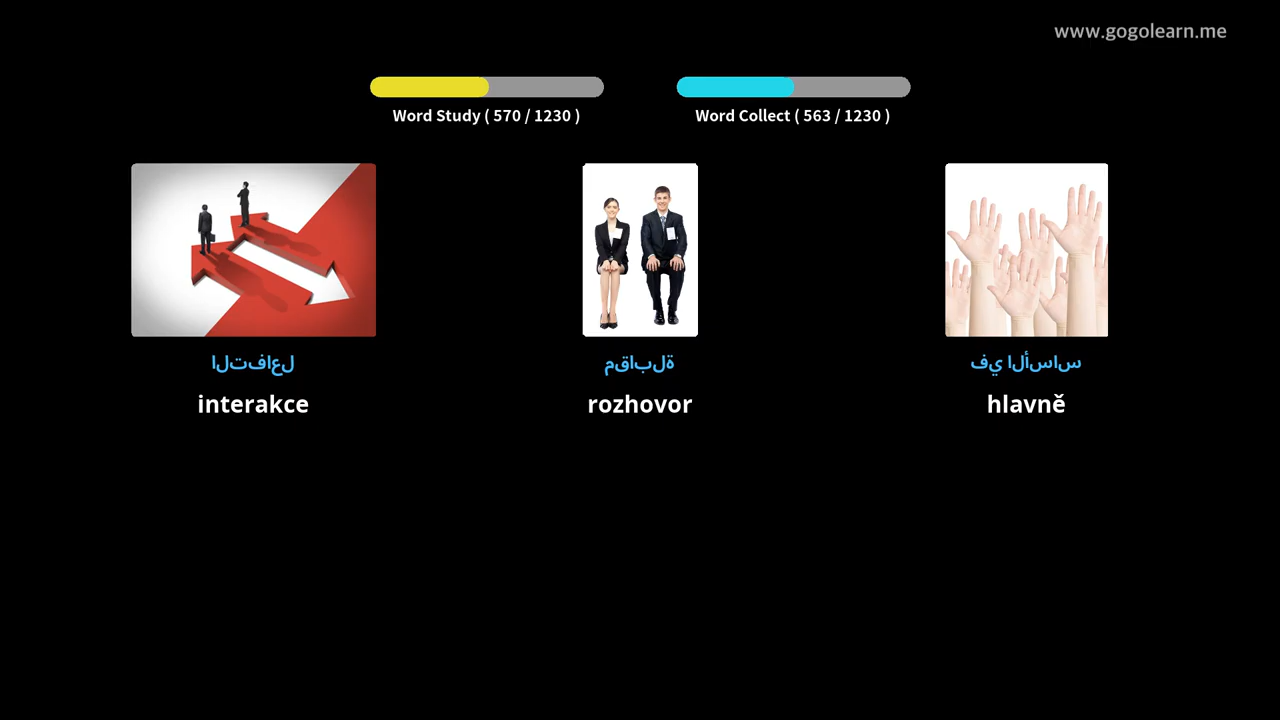 www.gogolearn.me
Word Study ( 570 / 1230 )
Word Collect ( 563 / 1230 )
التفاعل
مقابلة
في الأساس
interakce
rozhovor
hlavně